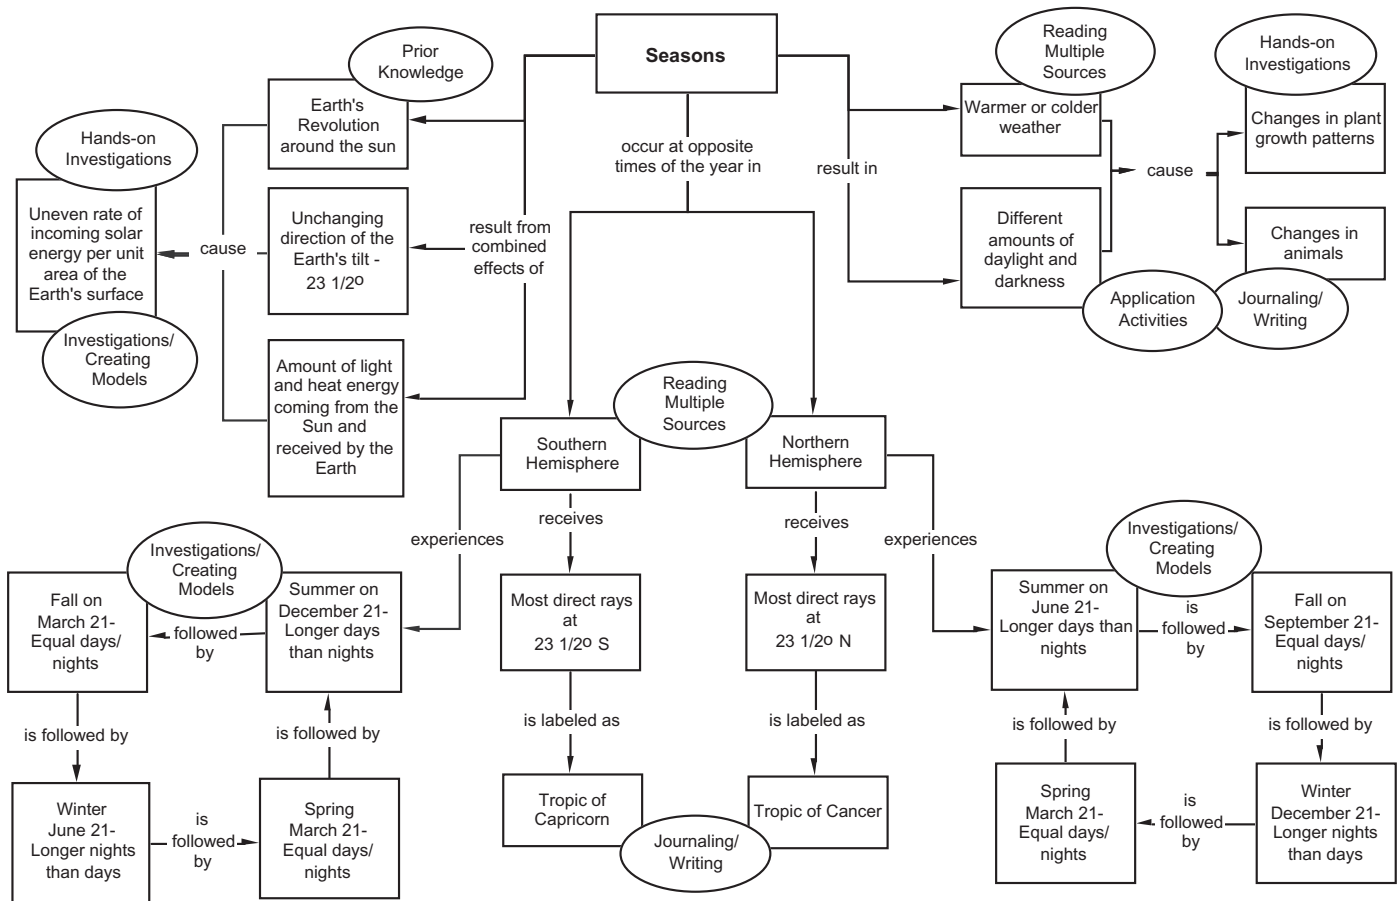 Seasons
Prior
Knowledge
Earth's
Revolution
around the sun
Hands-on
Investigations
Uneven rate of
incoming solar
energy per unit
area of the
Earth's surface
Investigations/
Creating
Models
cause
Unchanging
direction of the
Earth's tilt -
23 1/2º
Amount of light
and heat energy
coming from the
Sun and
received by the
Earth
result from
combined
effects of
occur at opposite
times of the year in
result in
Reading
Multiple
Sources
Warmer or colder
weather
Different
amounts of
daylight and
darkness
Application
Activities
cause
Hands-on
Investigations
Changes in plant
growth patterns
Changes in
animals
Journaling/
Writing
Reading
Multiple
Sources
Southern
Hemisphere
Northern
Hemisphere
experiences
receives
receives
experiences
Most direct rays
at
23 1/2º S
Most direct rays
at
23 1/2º N
is labeled as
is labeled as
Tropic of
Capricorn
Tropic of Cancer
Journaling/
Writing
Investigations/
Creating
Models
Fall on
March 21-
Equal days/
nights
followed
by
Summer on
December 21-
Longer days
than nights
is followed by
is followed by
Winter
June 21-
Longer nights
than days
is
followed
by
Spring
March 21-
Equal days/
nights
Investigations/
Creating
Models
Summer on
June 21-
Longer days than
nights
is
followed
by
Fall on
September 21-
Equal days/
nights
is followed by
is followed by
Spring
March 21-
Equal days/
nights
is
followed
by
Winter
December 21-
Longer nights
than days